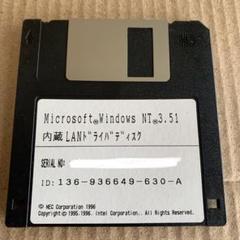 Microsoft®Windows NT®3.51
内蔵LANﾄﾞﾗｲﾊﾞﾃﾞｨｽｸ
SERIAL NO:
ID: 136-936649-630-A
© NEC Corporation 1996
Copyright © 1995,1996, Intel Corporation. All Rights Reserved.